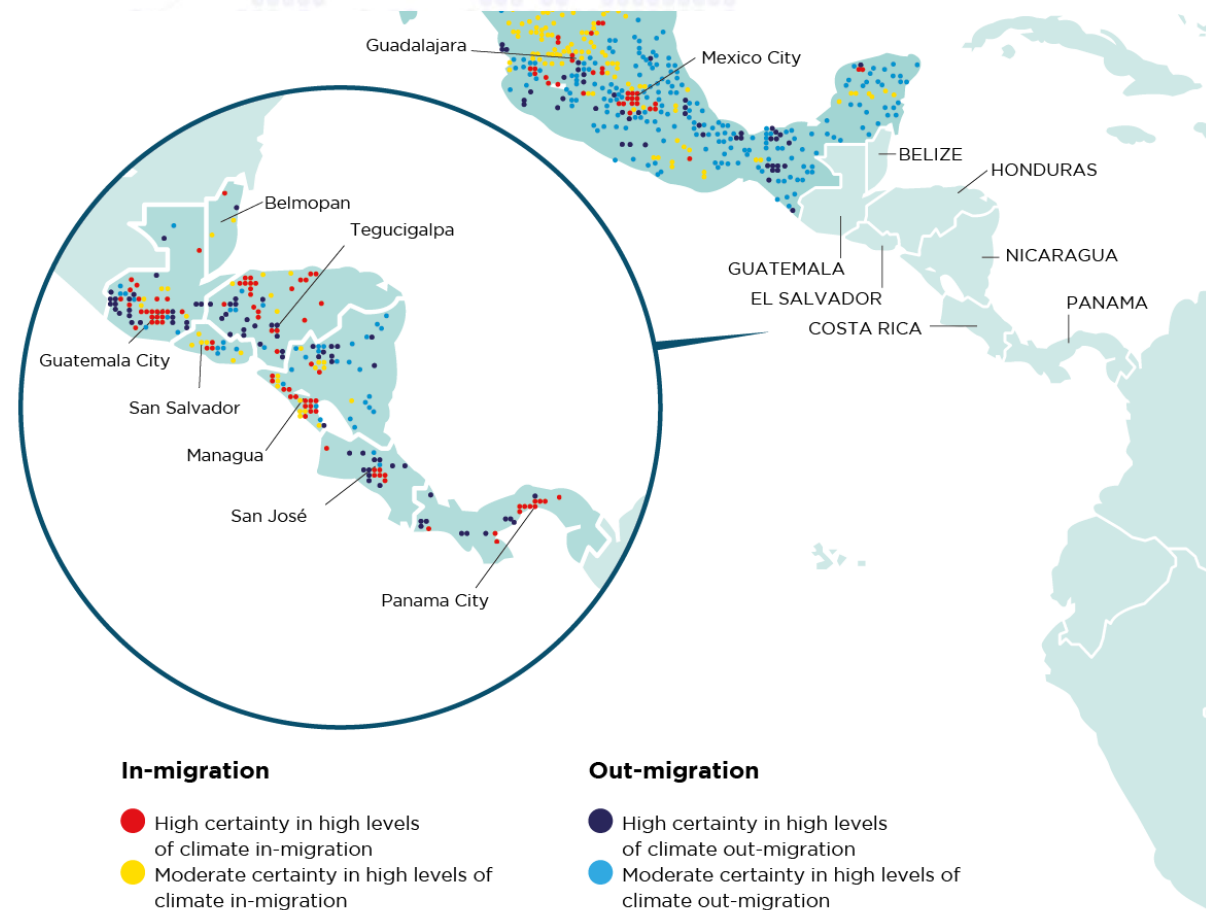 Guadalajara
Mexico City
BELIZE
HONDURAS
Belmopan
Tegucigalpa
NICARAGUA
GUATEMALA
EL SALVADOR
PANAMA
COSTA RICA
Guatemala City
San Salvador
Managua
San José
Panama City
In-migration
High certainty in high levels
of climate in-migration
Moderate certainty in high levels of
climate in-migration
Out-migration
High certainty in high levels
of climate out-migration
Moderate certainty in high levels of
climate out-migration